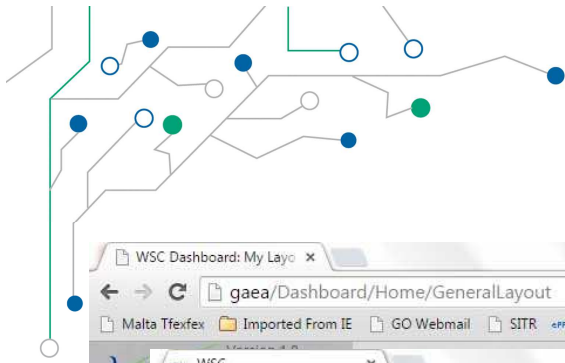 WSC Dashboard: My Layo
gaea/Dashboard/Home/GeneralLayout
Malta Tfexfex Imported From IE GO Webmail SITR
WSC